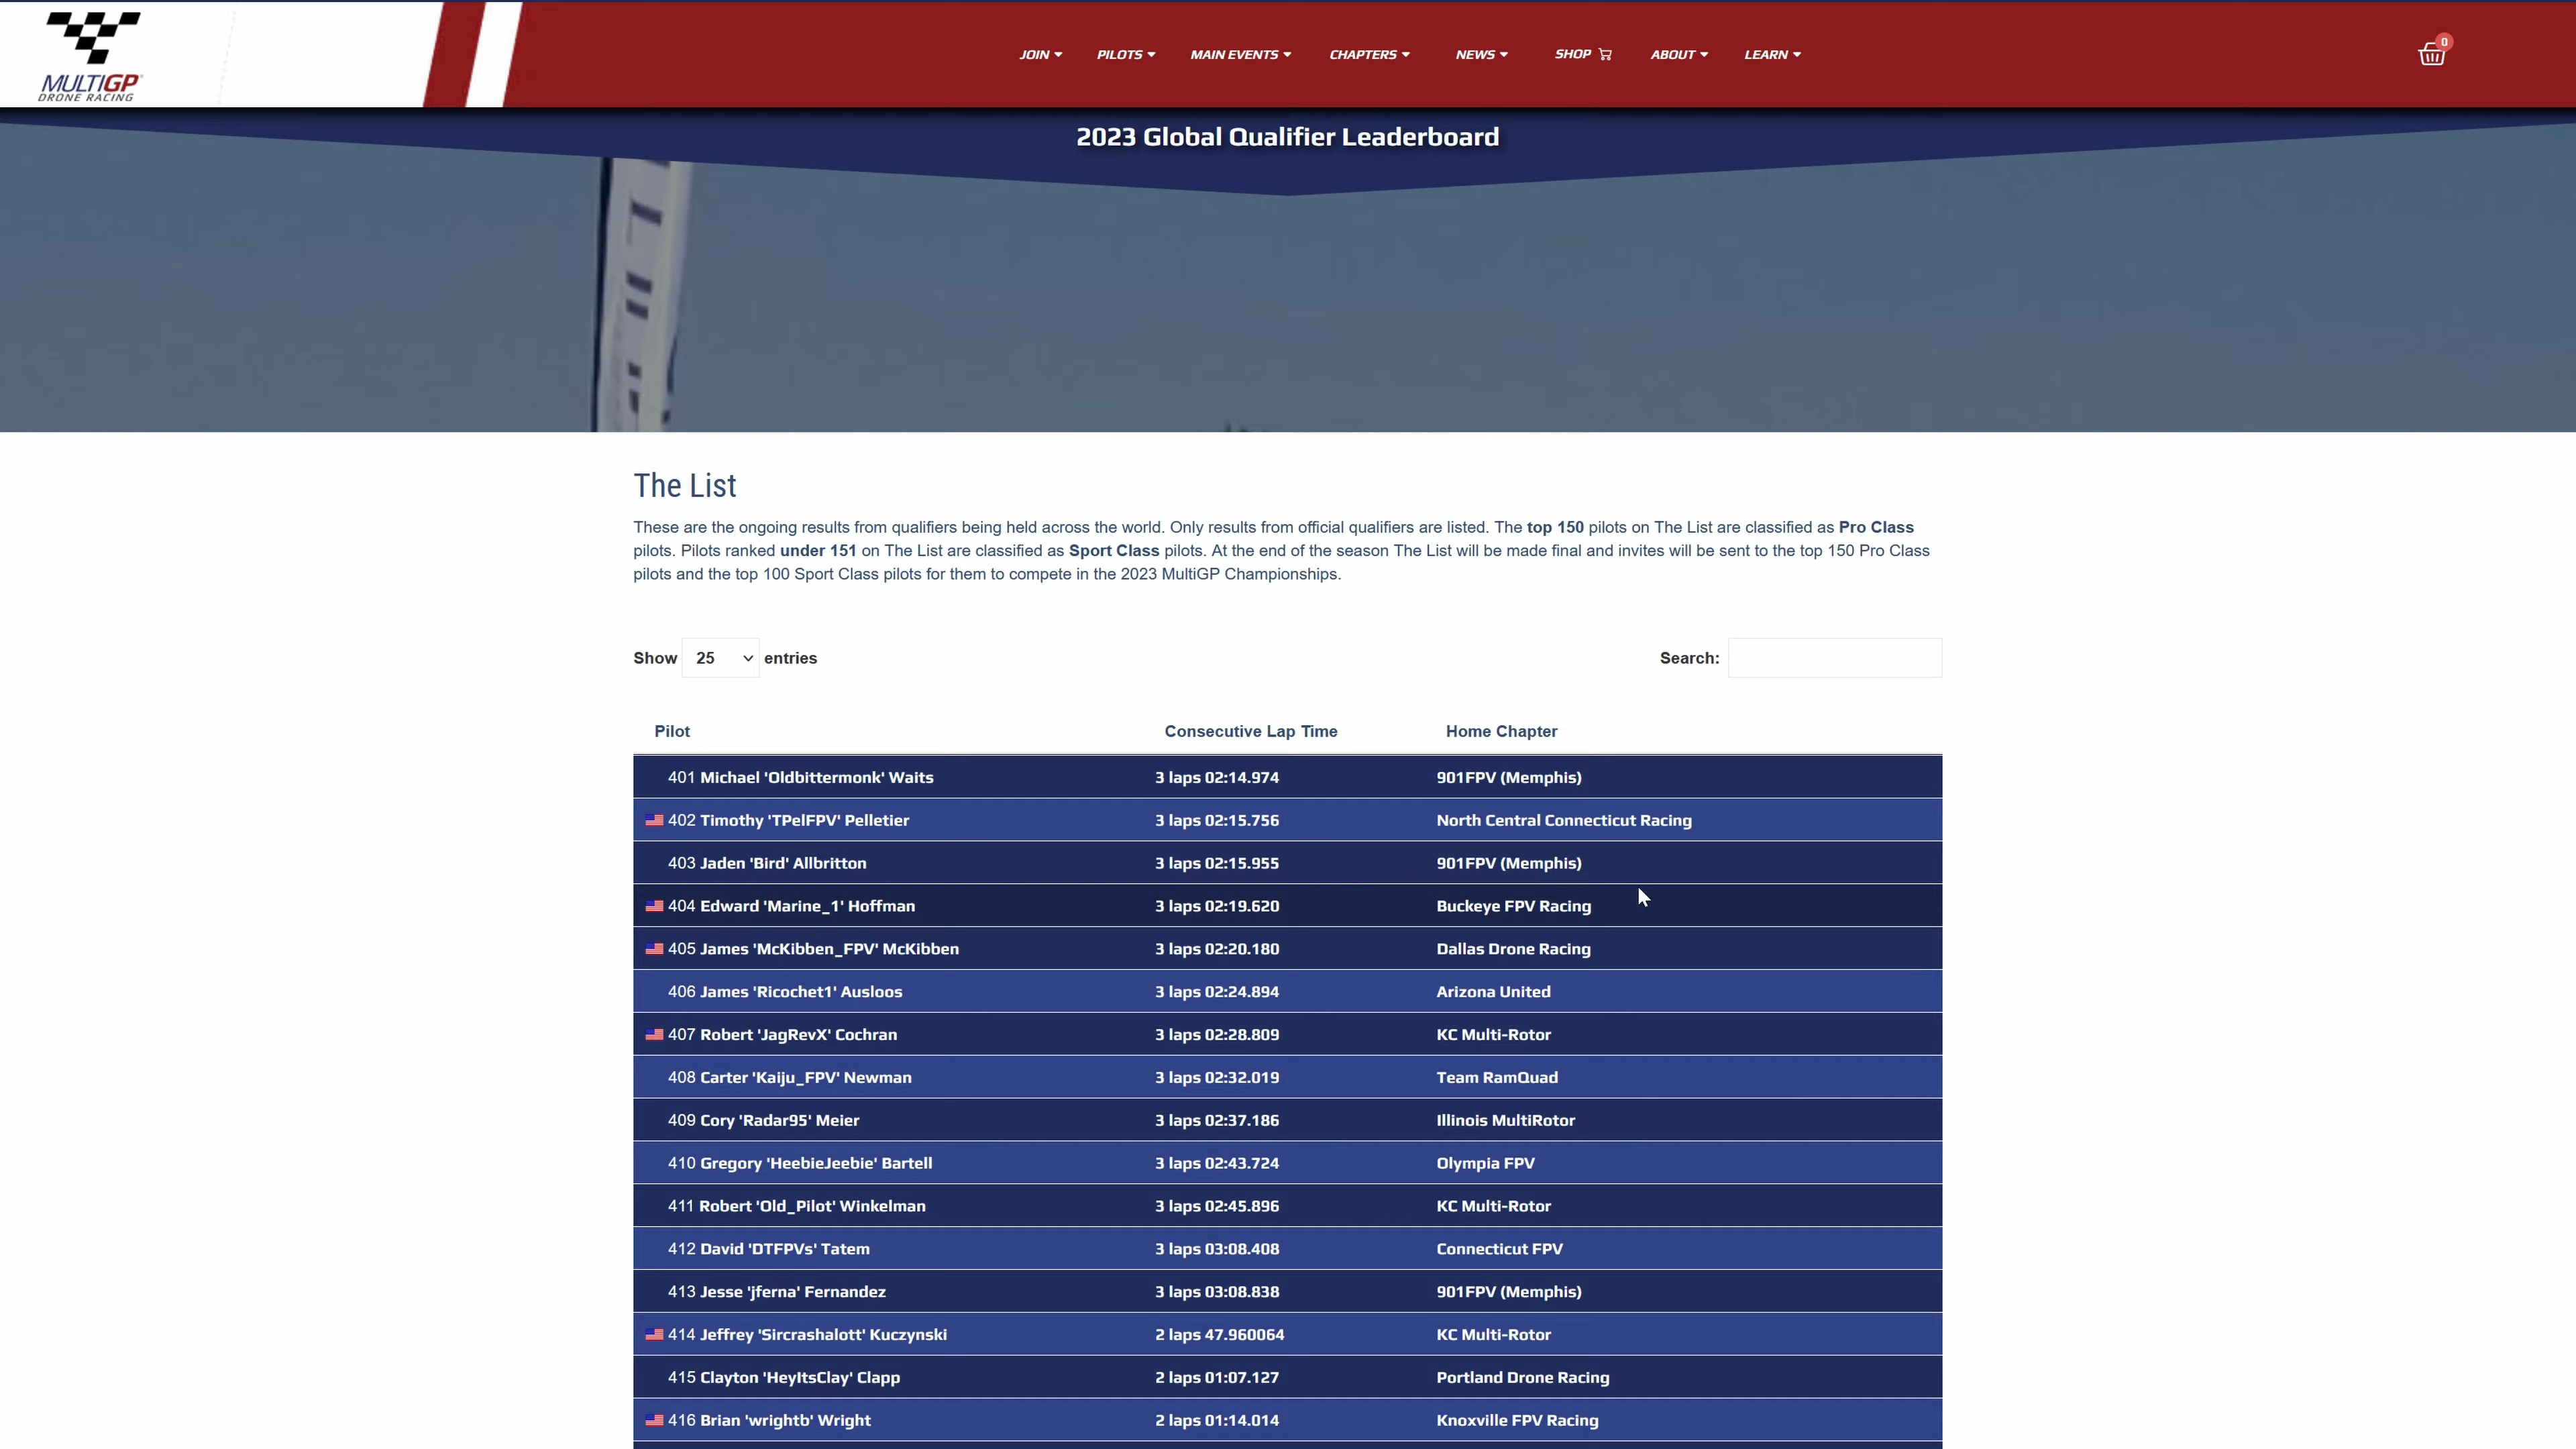 MULTIGP
DRONE RACING
JOIN PILOTS MAIN EVENTS CHAPTERS NEWS SHOP ABOUT LEARN 0
2023 Global Qualifier Leaderboard
The List
These are the ongoing results from qualifiers being held across the world. Only results from official qualifiers are listed. The top 150 pilots on The List are classified as Pro Class
pilots. Pilots ranked under 151 on The List are classified as Sport Class pilots. At the end of the season The List will be made final and invites will be sent to the top 150 Pro Class
pilots and the top 100 Sport Class pilots for them to compete in the 2023 MultiGP Championships.
Show 25 entries Search:
Pilot Consecutive Lap Time Home Chapter
401 Michael 'Oldbittermonk' Waits 3 laps 02:14.974 901FPV (Memphis)
402 Timothy 'TPelFPV' Pelletier 3 laps 02:15.756 North Central Connecticut Racing
403 Jaden 'Bird' Allbritton 3 laps 02:15.955 901FPV (Memphis)
404 Edward 'Marine_1' Hoffman 3 laps 02:19.620 Buckeye FPV Racing
405 James 'McKibben_FPV' McKibben 3 laps 02:20.180 Dallas Drone Racing
406 James 'Ricochet1' Ausloos 3 laps 02:24.894 Arizona United
407 Robert 'JagRevX' Cochran 3 laps 02:28.809 KC Multi-Rotor
408 Carter 'Kaiju_FPV' Newman 3 laps 02:32.019 Team RamQuad
409 Cory 'Radar95' Meier 3 laps 02:37.186 Illinois MultiRotor
410 Gregory 'HeebieJeebie' Bartell 3 laps 02:43.724 Olympia FPV
411 Robert 'Old_Pilot' Winkelman 3 laps 02:45.896 KC Multi-Rotor
412 David 'DTFPVs' Tatem 3 laps 03:08.408 Connecticut FPV
413 Jesse 'jferna' Fernandez 3 laps 03:08.838 901FPV (Memphis)
414 Jeffrey 'Sircrashalott' Kuczynski 2 laps 47.960064 KC Multi-Rotor
415 Clayton 'HeyItsClay' Clapp 2 laps 01:07.127 Portland Drone Racing
416 Brian 'wrightb' Wright 2 laps 01:14.014 Knoxville FPV Racing